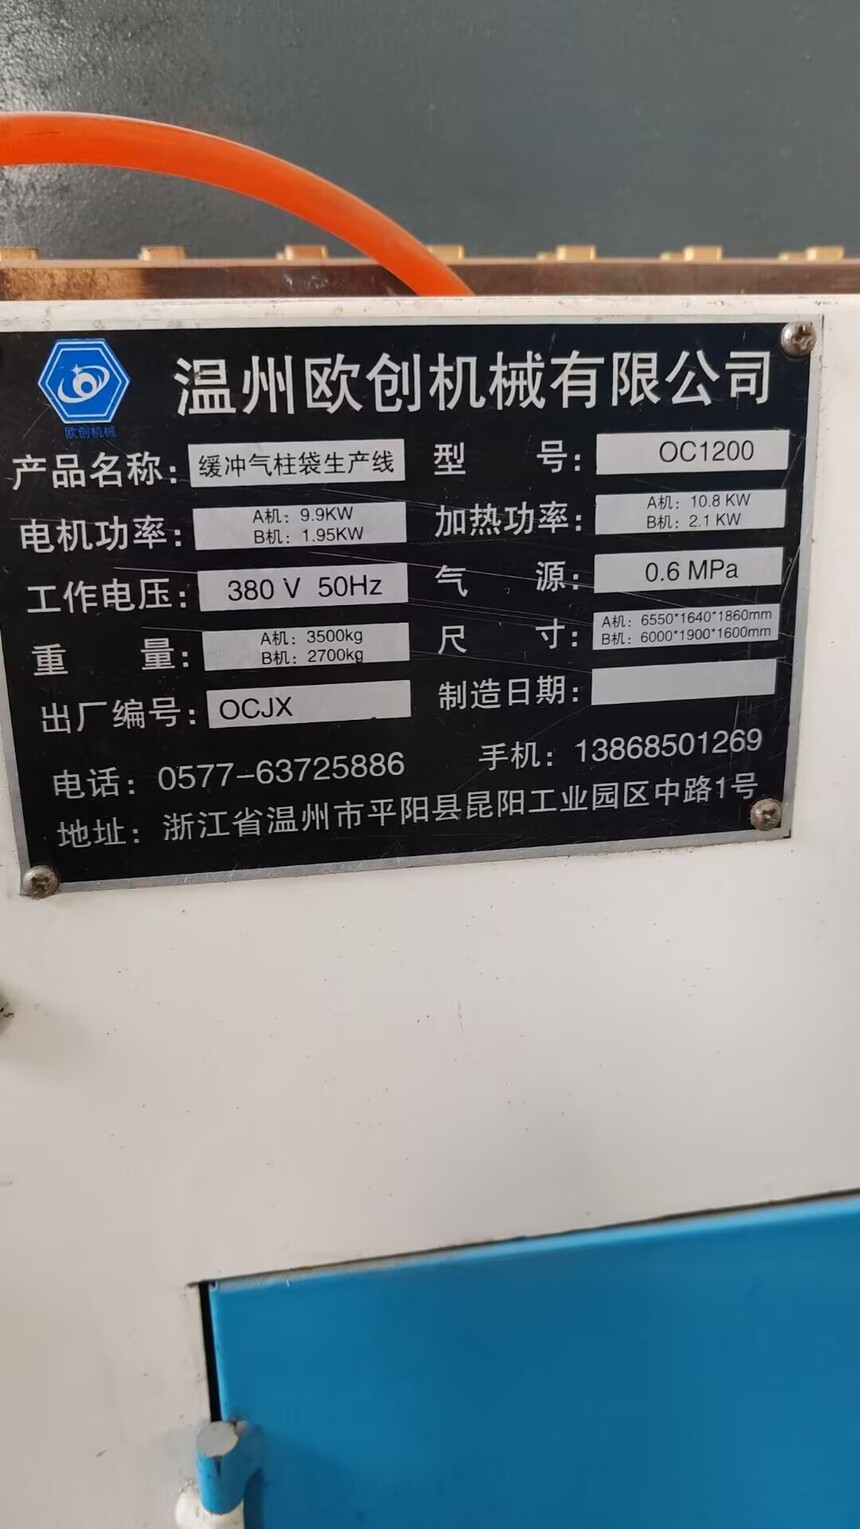 温州欧创机械有限公司
欧创机械
产品名称：缓冲气柱袋生产线 型 号：OC1200
电机功率：A机：9.9KW B机：1.95KW 加热功率：A机：10.8 KW B机：2.1 KW
工作电压：380 V 50Hz 气 源：0.6 MPa
重 量：A机：3500kg B机：2700kg 尺 寸：A机：6550*1640*1860mm B机：6000*1900*1600mm
出厂编号：OCJX 制造日期：
电话：0577-63725886 手机：13868501269
地址：浙江省温州市平阳县昆阳工业园区中路1号